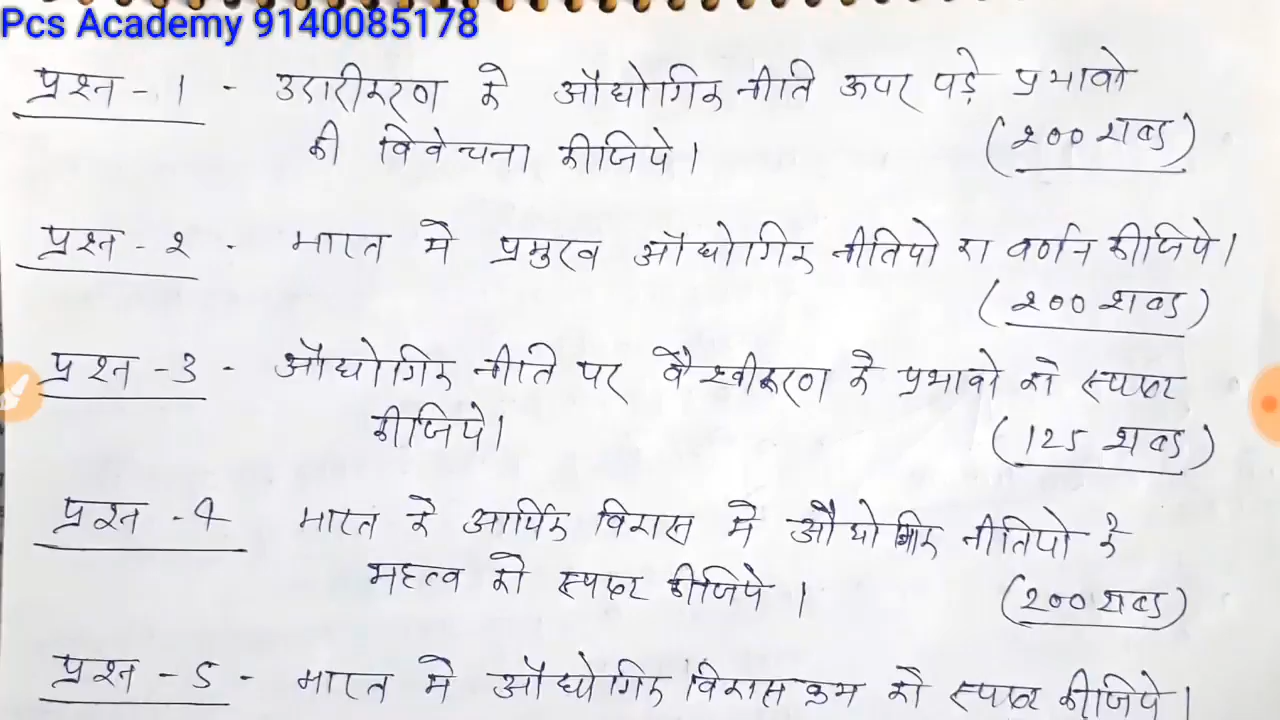 Pcs Academy 9140085178
प्रश्न - 1 - उदारीकरण के औद्योगिक नीति ऊपर पड़े प्रभावो
(200 शब्द)
की विवेचना कीजिये।
प्रश्न - 2 - भारत मे प्रमुख औद्योगिक नीतियो का वर्णन कीजिये।
(200 शब्द)
प्रश्न - 3 - औद्योगिक नीति पर वैश्वीकरण के प्रभावो को स्पष्ट
कीजिये।
(125 शब्द)
प्रश्न - 4 भारत के आर्थिक विकास मे औद्योगिक नीतियो के
महत्व को स्पष्ट कीजिये।
(200 शब्द)
प्रश्न - 5 - भारत मे औद्योगिक विकास क्रम को स्पष्ट कीजिये।